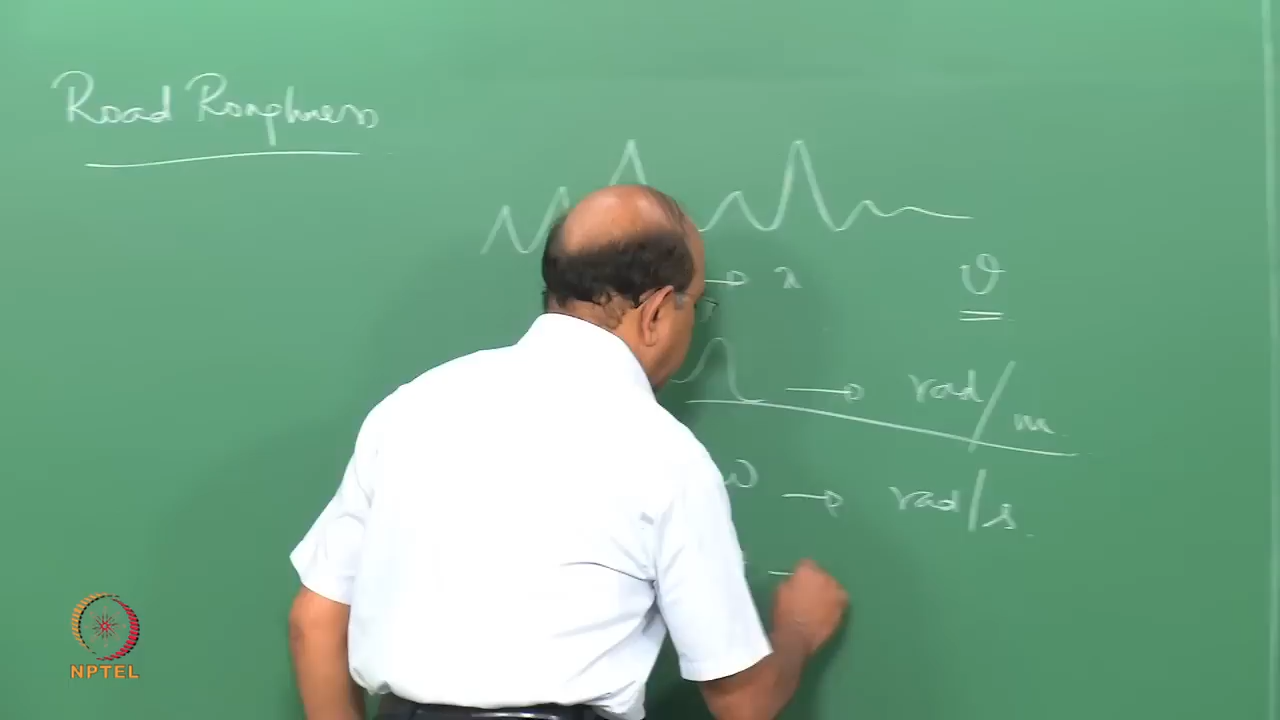 Road Roughness
→ x
v
Ω → rad/m
ω → rad/s
NPTEL